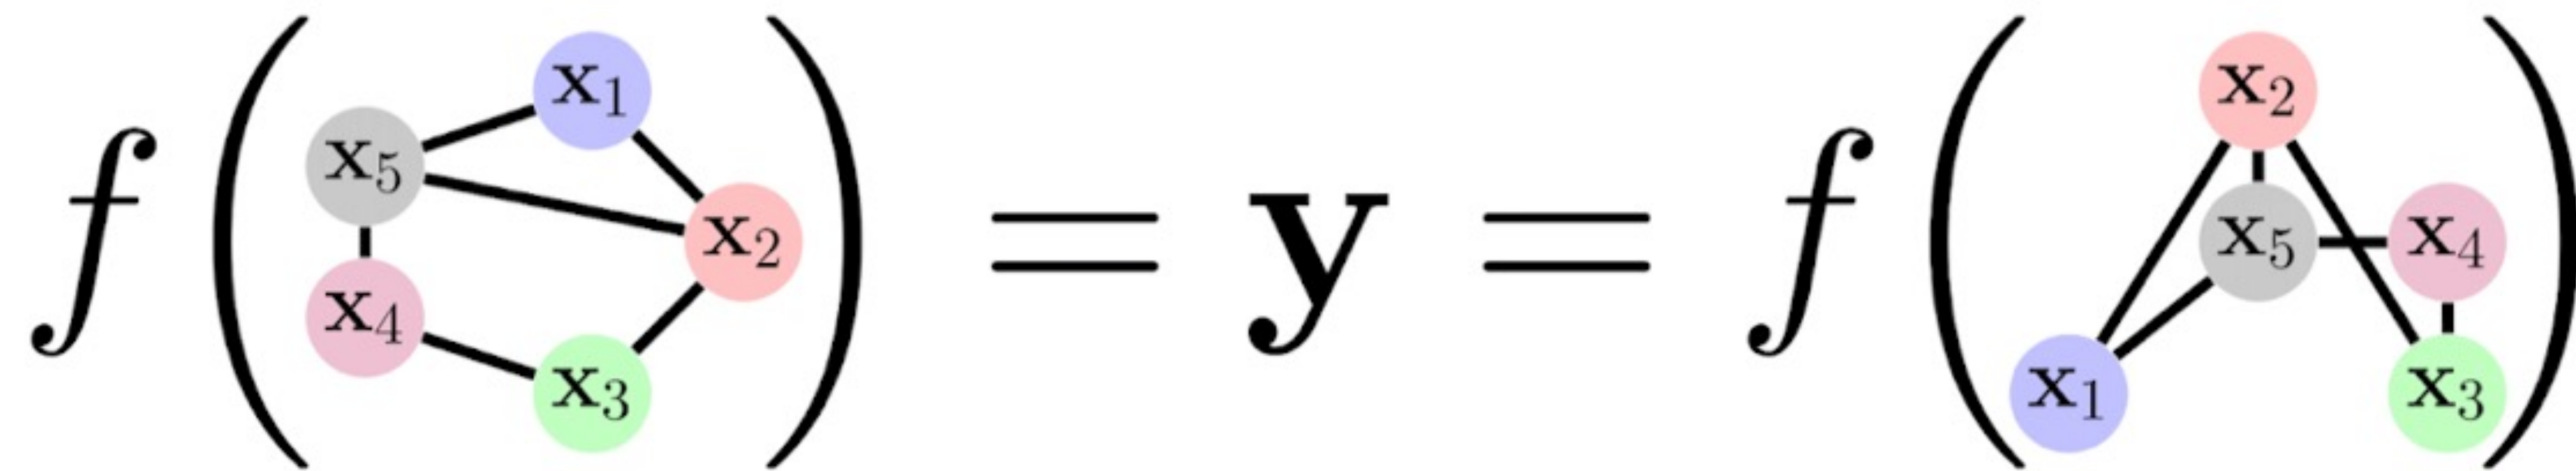 f ( x₁ x₅ x₂ x₄ x₃ ) = y = f ( x₂ x₅ x₄ x₁ x₃ )